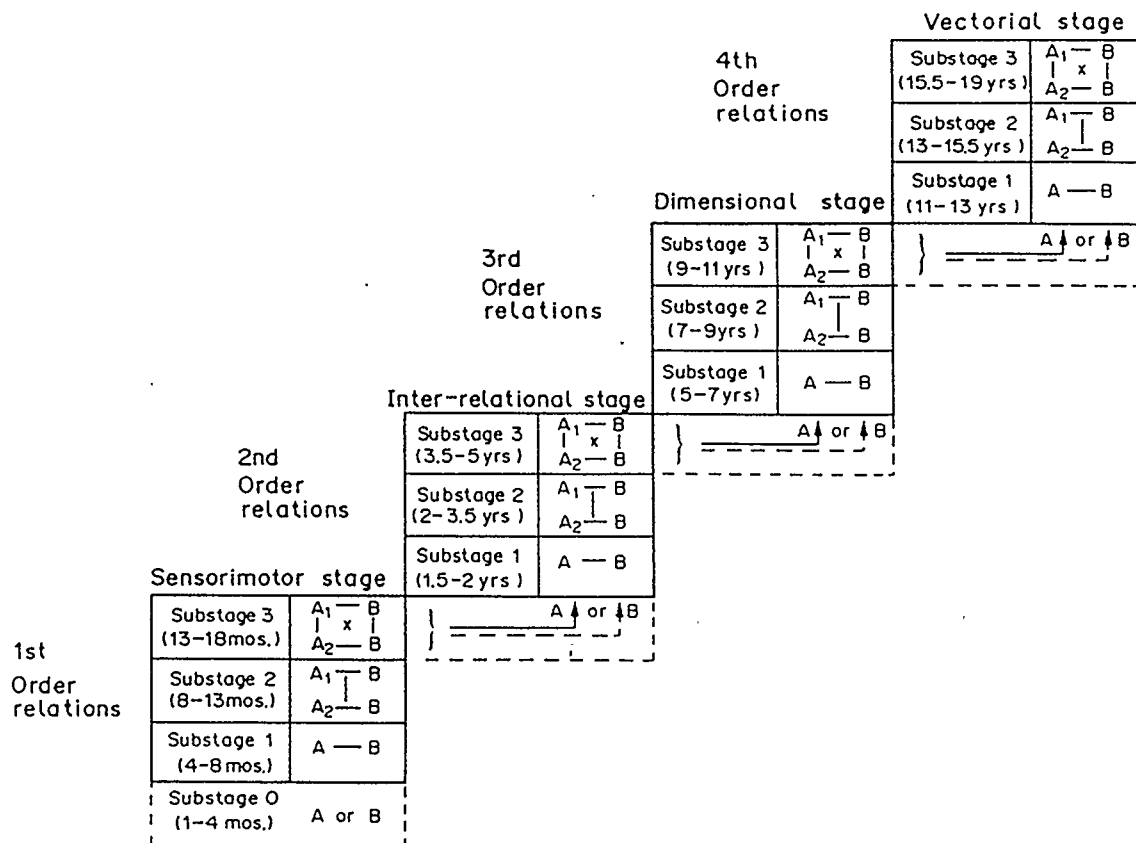 Vectorial stage
4th
Order
relations
Substage 3
(15.5-19 yrs)
A₁ — B
x
A₂ — B
Substage 2
(13-15.5 yrs)
A₁ — B
A₂ — B
Substage 1
(11-13 yrs)
A — B
A or B
Dimensional stage
3rd
Order
relations
Substage 3
(9-11 yrs)
A₁ — B
x
A₂ — B
Substage 2
(7-9yrs)
A₁ — B
A₂ — B
Substage 1
(5-7yrs)
A — B
A or B
Inter-relational stage
2nd
Order
relations
Substage 3
(3.5-5 yrs)
A₁ — B
x
A₂ — B
Substage 2
(2-3.5 yrs)
A₁ — B
A₂ — B
Substage 1
(1.5-2 yrs)
A — B
A or B
Sensorimotor stage
1st
Order
relations
Substage 3
(13-18mos.)
A₁ — B
x
A₂ — B
Substage 2
(8-13mos.)
A₁ — B
A₂ — B
Substage 1
(4-8 mos.)
A — B
Substage 0
(1-4 mos.)
A or B